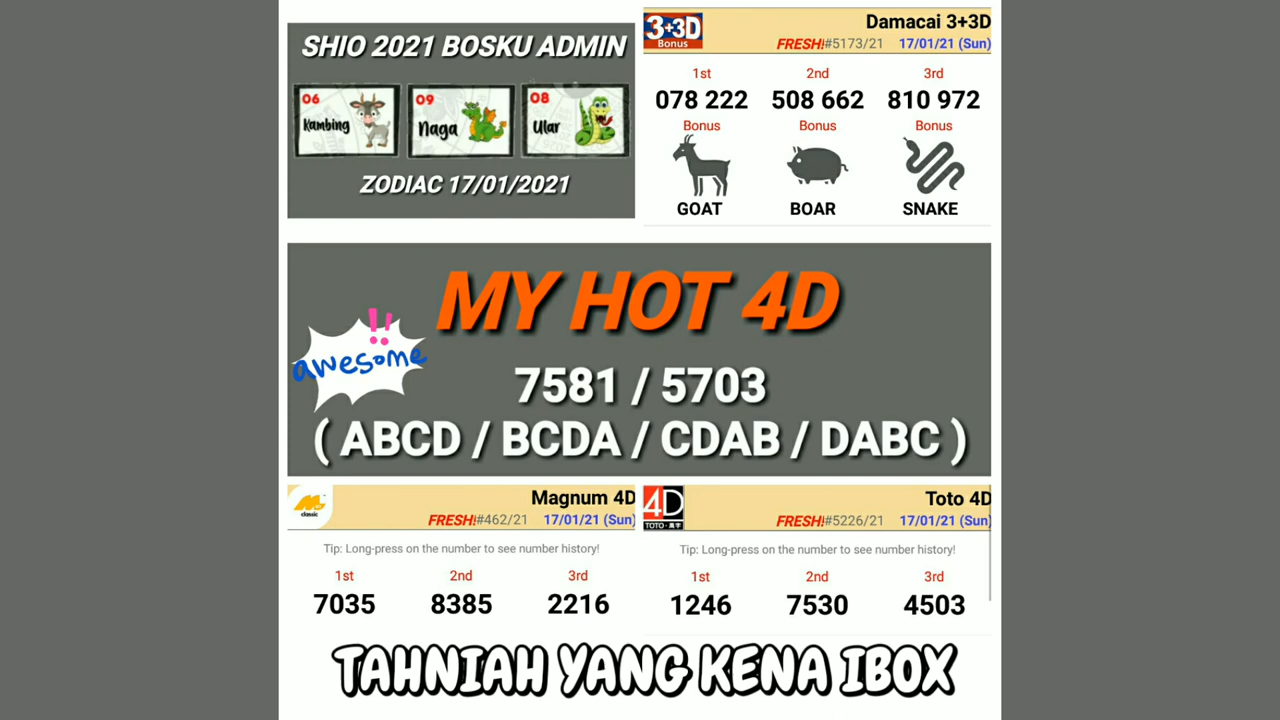 SHIO 2021 BOSKU ADMIN
06
Kambing
09
Naga
08
Ular
ZODIAC 17/01/2021
3+3D
Bonus
Damacai 3+3D
FRESH!#5173/21 17/01/21 (Sun)
1st 2nd 3rd
078 222 508 662 810 972
Bonus Bonus Bonus
GOAT BOAR SNAKE
MY HOT 4D
!!
awesome
7581 / 5703
( ABCD / BCDA / CDAB / DABC )
classic
Magnum 4D
FRESH!#462/21 17/01/21 (Sun)
Tip: Long-press on the number to see number history!
1st 2nd 3rd
7035 8385 2216
4D
TOTO·萬字
Toto 4D
FRESH!#5226/21 17/01/21 (Sun)
Tip: Long-press on the number to see number history!
1st 2nd 3rd
1246 7530 4503
TAHNIAH YANG KENA IBOX